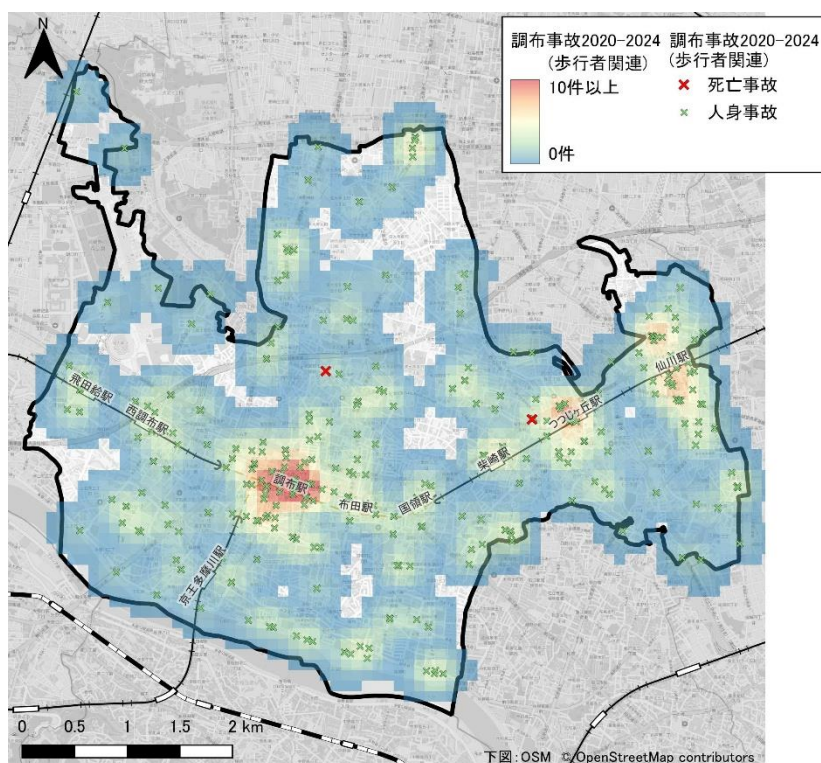 調布事故2020-2024
(歩行者関連)
10件以上
0件
調布事故2020-2024
(歩行者関連)
死亡事故
人身事故
仙川駅
つつじヶ丘駅
柴崎駅
国領駅
布田駅
調布駅
西調布駅
飛田給駅
京王多摩川駅
0 0.5 1 1.5 2 km
下図:OSM © OpenStreetMap contributors